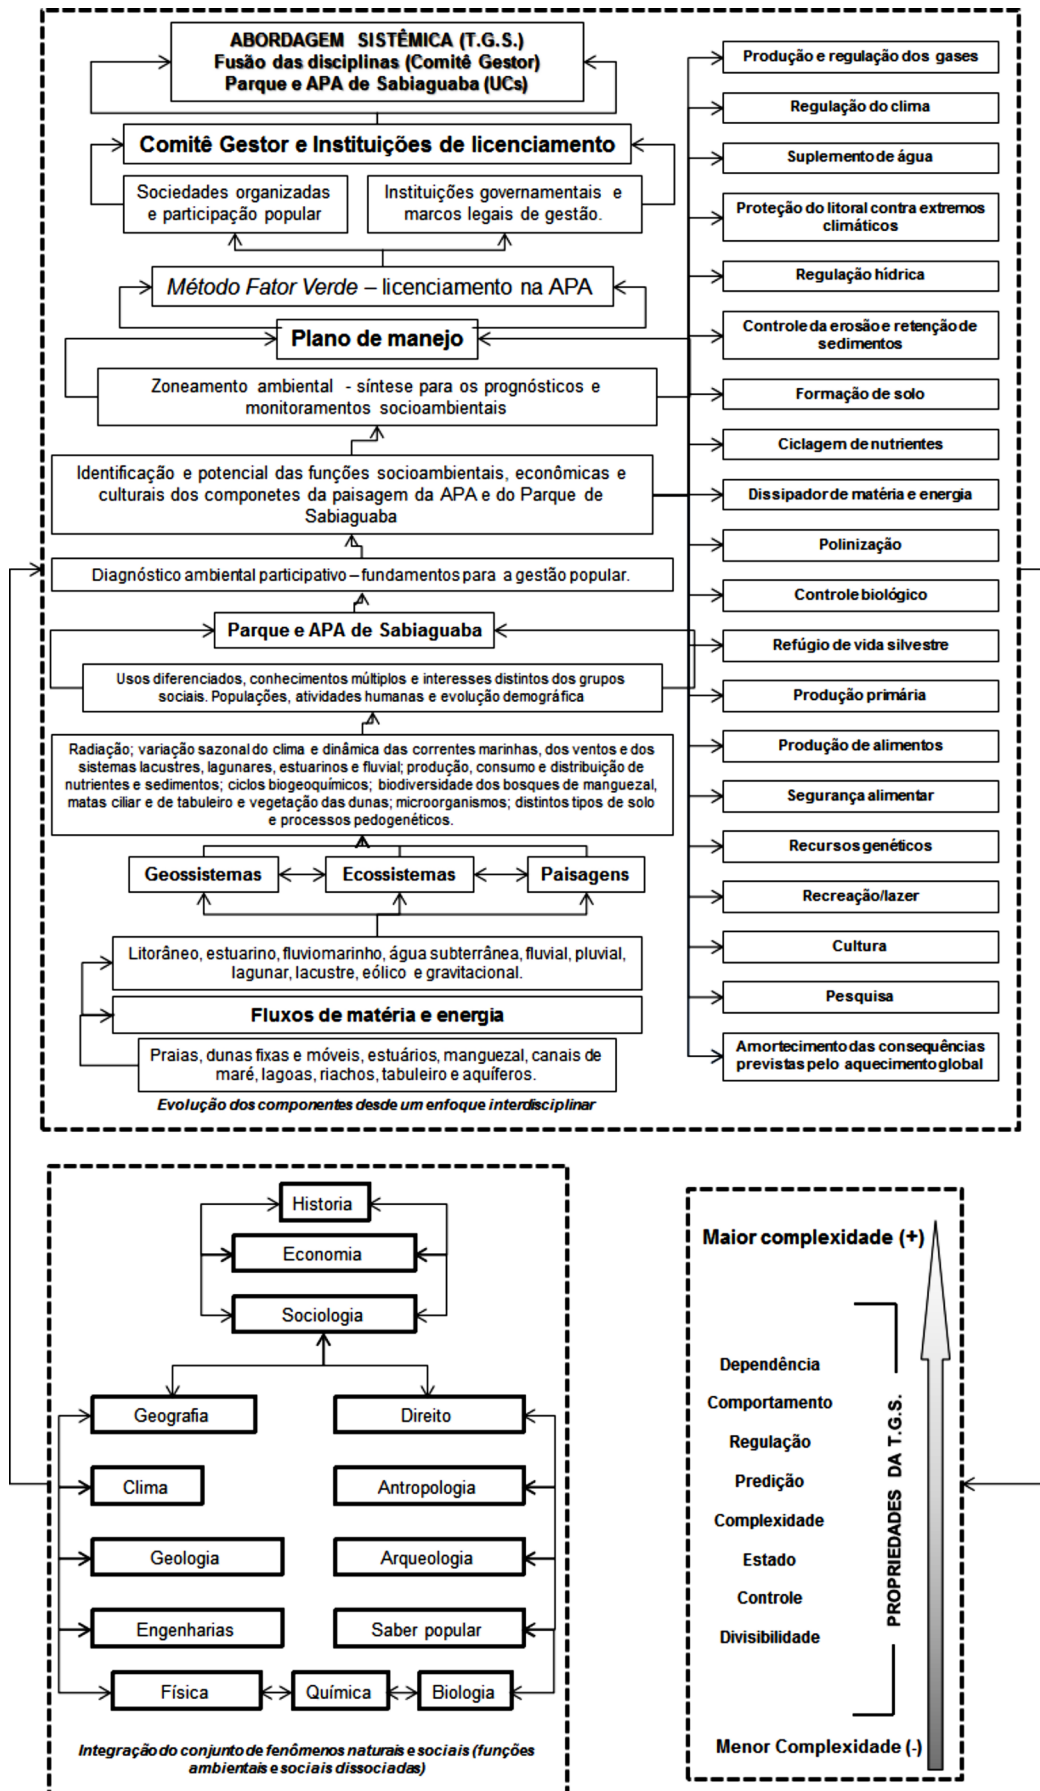 ABORDAGEM SISTÊMICA (T.G.S.)
Fusão das disciplinas (Comitê Gestor)
Parque e APA de Sabiaguaba (UCs)
Comitê Gestor e Instituições de licenciamento
Sociedades organizadas
e participação popular
Instituições governamentais e
marcos legais de gestão.
Método Fator Verde – licenciamento na APA
Plano de manejo
Zoneamento ambiental - síntese para os prognósticos e
monitoramentos socioambientais
Identificação e potencial das funções socioambientais, econômicas e
culturais dos componetes da paisagem da APA e do Parque de
Sabiaguaba
Diagnóstico ambiental participativo – fundamentos para a gestão popular.
Parque e APA de Sabiaguaba
Usos diferenciados, conhecimentos múltiplos e interesses distintos dos grupos
sociais. Populações, atividades humanas e evolução demográfica
Radiação; variação sazonal do clima e dinâmica das correntes marinhas, dos ventos e dos
sistemas lacustres, lagunares, estuarinos e fluvial; produção, consumo e distribuição de
nutrientes e sedimentos; ciclos biogeoquímicos; biodiversidade dos bosques de manguezal,
matas ciliar e de tabuleiro e vegetação das dunas; microorganismos; distintos tipos de solo
e processos pedogenéticos.
Geossistemas
Ecossistemas
Paisagens
Litorâneo, estuarino, fluviomarinho, água subterrânea, fluvial, pluvial,
lagunar, lacustre, eólico e gravitacional.
Fluxos de matéria e energia
Praias, dunas fixas e móveis, estuários, manguezal, canais de
maré, lagoas, riachos, tabuleiro e aquíferos.
Evolução dos componentes desde um enfoque interdisciplinar
Produção e regulação dos gases
Regulação do clima
Suplemento de água
Proteção do litoral contra extremos
climáticos
Regulação hídrica
Controle da erosão e retenção de
sedimentos
Formação de solo
Ciclagem de nutrientes
Dissipador de matéria e energia
Polinização
Controle biológico
Refúgio de vida silvestre
Produção primária
Produção de alimentos
Segurança alimentar
Recursos genéticos
Recreação/lazer
Cultura
Pesquisa
Amortecimento das consequências
previstas pelo aquecimento global
Historia
Economia
Sociologia
Geografia
Direito
Clima
Antropologia
Geologia
Arqueologia
Engenharias
Saber popular
Física
Química
Biologia
Integração do conjunto de fenômenos naturais e sociais (funções
ambientais e sociais dissociadas)
Maior complexidade (+)
Dependência
Comportamento
Regulação
Predição
Complexidade
Estado
Controle
Divisibilidade
PROPRIEDADES DA T.G.S.
Menor Complexidade (-)